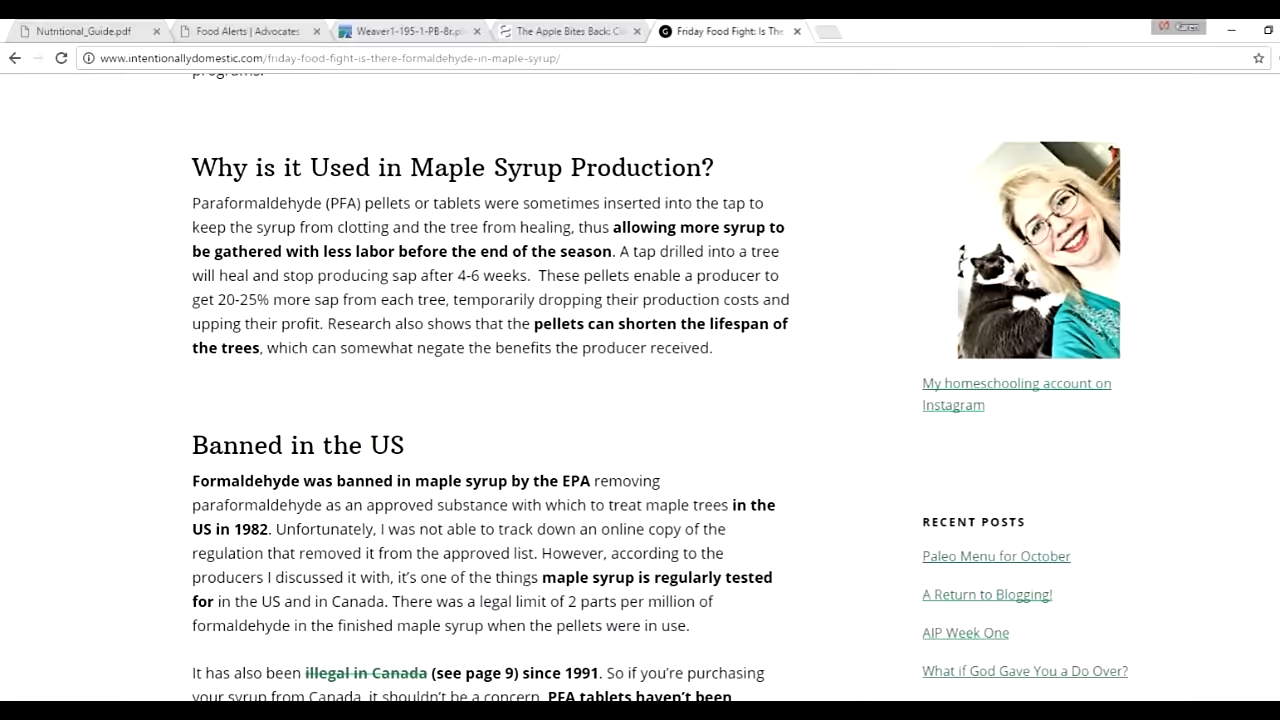 Nutritional_Guide.pdf
Food Alerts | Advocates
Weaver1-195-1-PB-8r.p
The Apple Bites Back: C
Friday Food Fight: Is The
Karen
www.intentionallydomestic.com/friday-food-fight-is-there-formaldehyde-in-maple-syrup/
programs.
Why is it Used in Maple Syrup Production?
Paraformaldehyde (PFA) pellets or tablets were sometimes inserted into the tap to
keep the syrup from clotting and the tree from healing, thus allowing more syrup to
be gathered with less labor before the end of the season. A tap drilled into a tree
will heal and stop producing sap after 4-6 weeks. These pellets enable a producer to
get 20-25% more sap from each tree, temporarily dropping their production costs and
upping their profit. Research also shows that the pellets can shorten the lifespan of
the trees, which can somewhat negate the benefits the producer received.
My homeschooling account on
Instagram
Banned in the US
Formaldehyde was banned in maple syrup by the EPA removing
paraformaldehyde as an approved substance with which to treat maple trees in the
US in 1982. Unfortunately, I was not able to track down an online copy of the
regulation that removed it from the approved list. However, according to the
producers I discussed it with, it's one of the things maple syrup is regularly tested
for in the US and in Canada. There was a legal limit of 2 parts per million of
formaldehyde in the finished maple syrup when the pellets were in use.
It has also been illegal in Canada (see page 9) since 1991. So if you're purchasing
your syrup from Canada, it shouldn't be a concern. PFA tablets haven't been
RECENT POSTS
Paleo Menu for October
A Return to Blogging!
AIP Week One
What if God Gave You a Do Over?